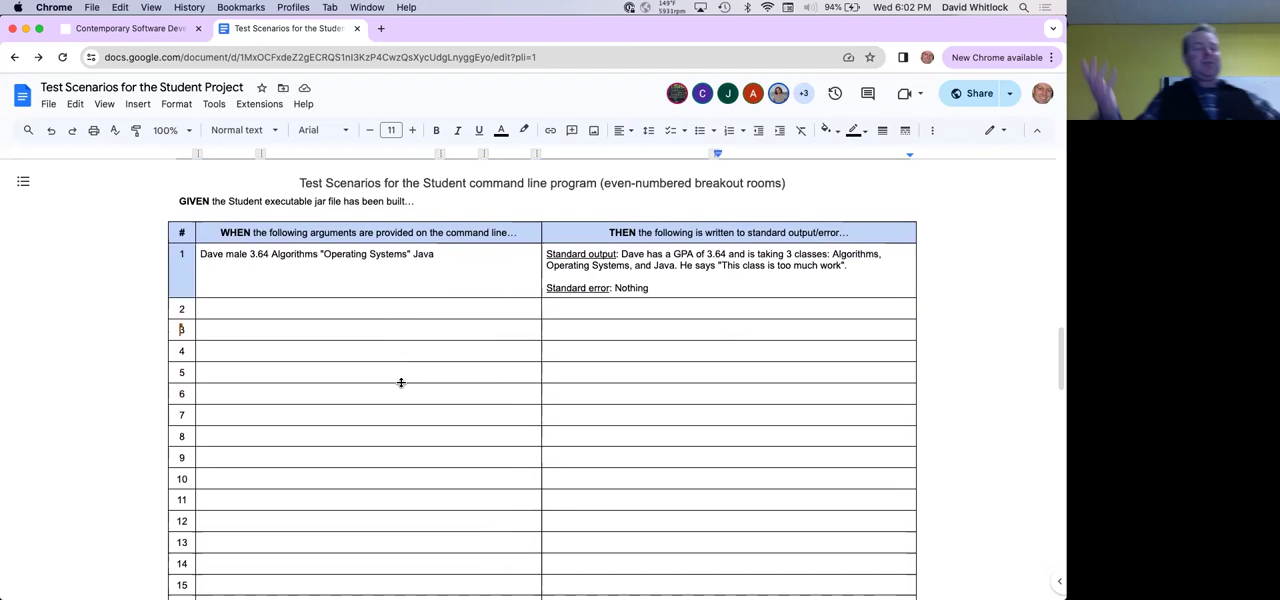 Chrome File Edit View History Bookmarks Profiles Tab Window Help 149°F 5931rpm 94% Wed 6:02 PM David Whitlock
Contemporary Software Deve Test Scenarios for the Studen
docs.google.com/document/d/1MxOCFxdeZ2gECRQS1nI3KzP4CwzQsXycUdgLnyggEyo/edit?pli=1 New Chrome available
Test Scenarios for the Student Project C J A +3 Share
File Edit View Insert Format Tools Extensions Help
100% Normal text Arial 11 B I U A
Test Scenarios for the Student command line program (even-numbered breakout rooms)
GIVEN the Student executable jar file has been built…
# WHEN the following arguments are provided on the command line… THEN the following is written to standard output/error…
1 Dave male 3.64 Algorithms "Operating Systems" Java Standard output: Dave has a GPA of 3.64 and is taking 3 classes: Algorithms,
Operating Systems, and Java. He says "This class is too much work".
Standard error: Nothing
2
3
4
5
6
7
8
9
10
11
12
13
14
15